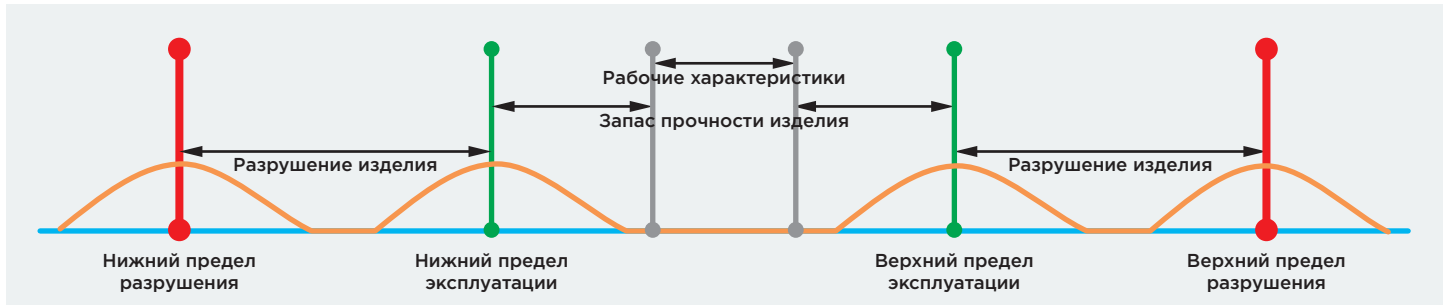 Рабочие характеристики
Запас прочности изделия
Разрушение изделия
Разрушение изделия
Нижний предел
разрушения
Нижний предел
эксплуатации
Верхний предел
эксплуатации
Верхний предел
разрушения